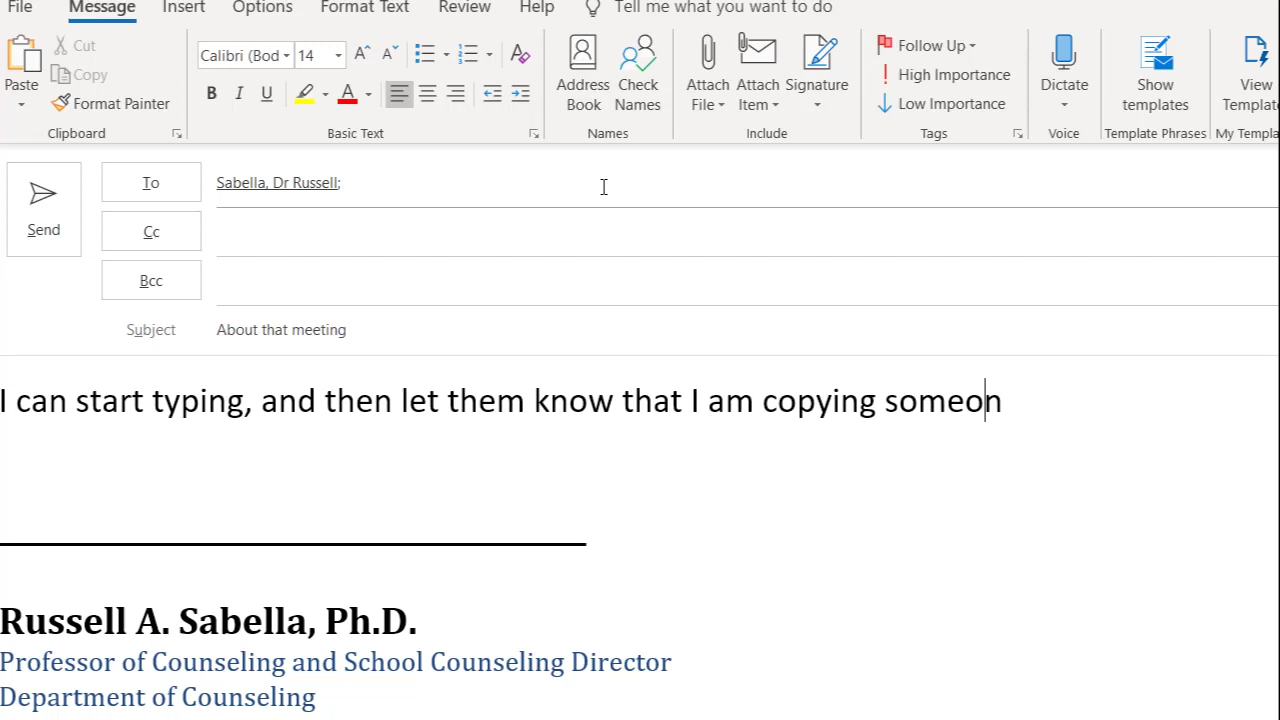 File Message Insert Options Format Text Review Help Tell me what you want to do
Paste
Cut
Copy
Format Painter
Clipboard
Calibri (Bod 14
B I U
Basic Text
Address Book
Check Names
Names
Attach File
Attach Item
Signature
Include
Follow Up
High Importance
Low Importance
Tags
Dictate
Voice
Show templates
Template Phrases
View
Templat
My Templa
Send
To Sabella, Dr Russell;
Cc
Bcc
Subject About that meeting
I can start typing, and then let them know that I am copying someon
Russell A. Sabella, Ph.D.
Professor of Counseling and School Counseling Director
Department of Counseling